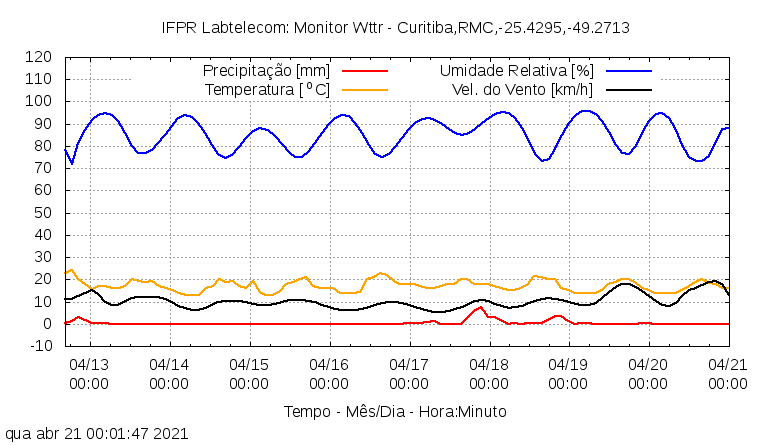 IFPR Labtelecom: Monitor Wttr - Curitiba,RMC,-25.4295,-49.2713
Precipitação [mm] Umidade Relativa [%]
Temperatura [ ⁰C] Vel. do Vento [km/h]
120
110
100
90
80
70
60
50
40
30
20
10
0
-10
04/13 04/14 04/15 04/16 04/17 04/18 04/19 04/20 04/21
00:00 00:00 00:00 00:00 00:00 00:00 00:00 00:00 00:00
Tempo - Mês/Dia - Hora:Minuto
qua abr 21 00:01:47 2021